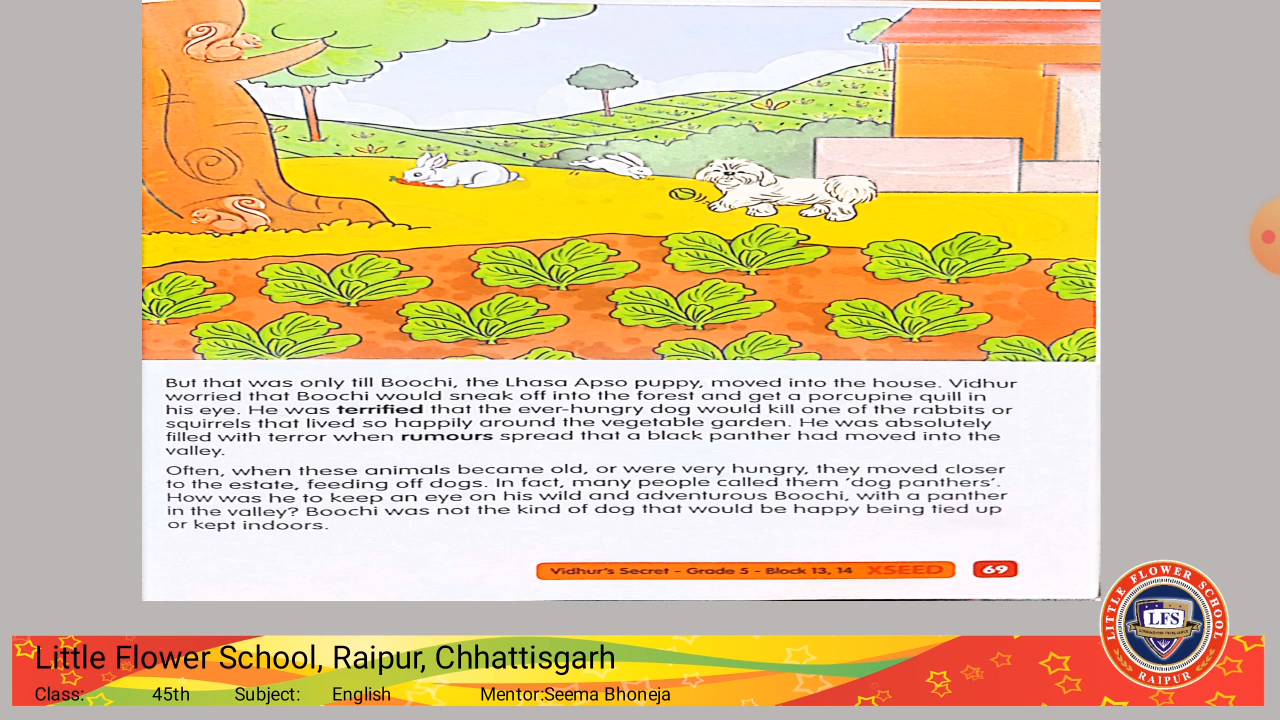 But that was only till Boochi, the Lhasa Apso puppy, moved into the house. Vidhur
worried that Boochi would sneak off into the forest and get a porcupine quill in
his eye. He was terrified that the ever-hungry dog would kill one of the rabbits or
squirrels that lived so happily around the vegetable garden. He was absolutely
filled with terror when rumours spread that a black panther had moved into the
valley.
Often, when these animals became old, or were very hungry, they moved closer
to the estate, feeding off dogs. In fact, many people called them ‘dog panthers’.
How was he to keep an eye on his wild and adventurous Boochi, with a panther
in the valley? Boochi was not the kind of dog that would be happy being tied up
or kept indoors.
Vidhur's Secret - Grade 5 - Block 13, 14 XSEED 69
LITTLE FLOWER SCHOOL
LFS
RAIPUR
Little Flower School, Raipur, Chhattisgarh
Class: 45th Subject: English Mentor:Seema Bhoneja